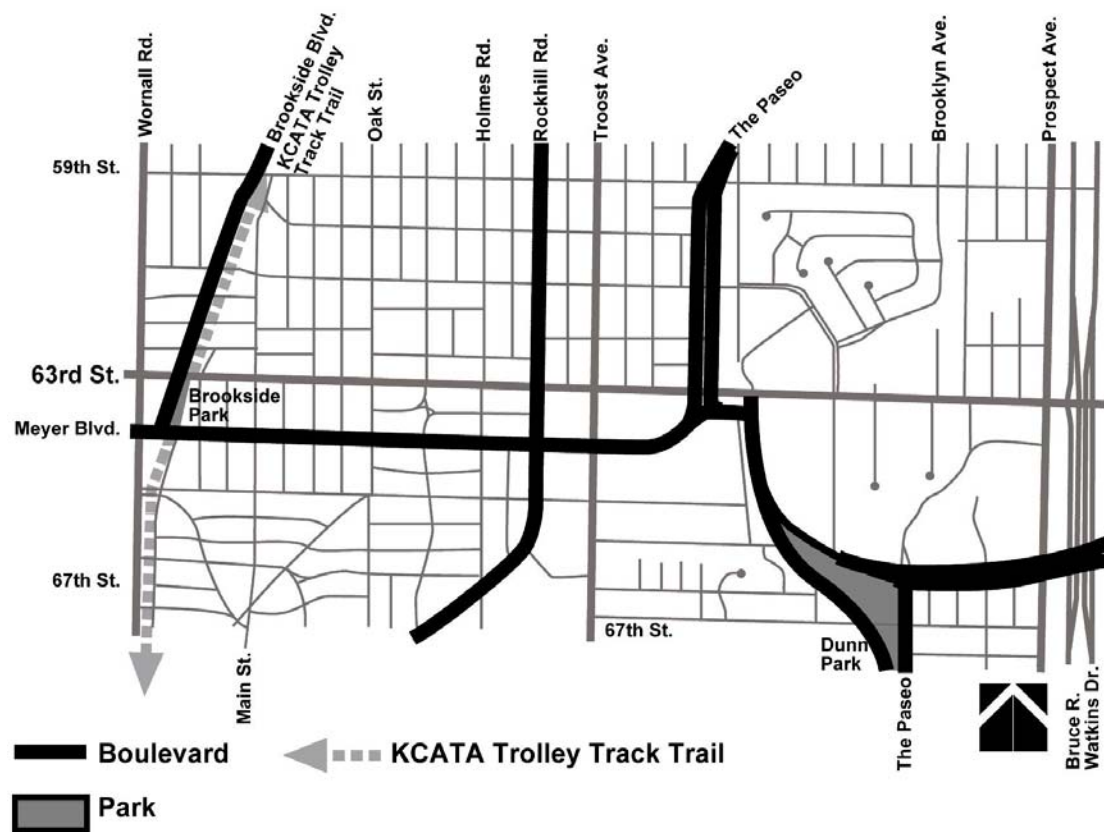 Wornall Rd.
Brookside Blvd.
KCATA Trolley
Track Trail
Oak St.
Holmes Rd.
Rockhill Rd.
Troost Ave.
The Paseo
Brooklyn Ave.
Prospect Ave.
59th St.
63rd St.
Brookside
Park
Meyer Blvd.
67th St.
67th St.
Dunn
Park
Main St.
The Paseo
Bruce R.
Watkins Dr.
Boulevard
KCATA Trolley Track Trail
Park